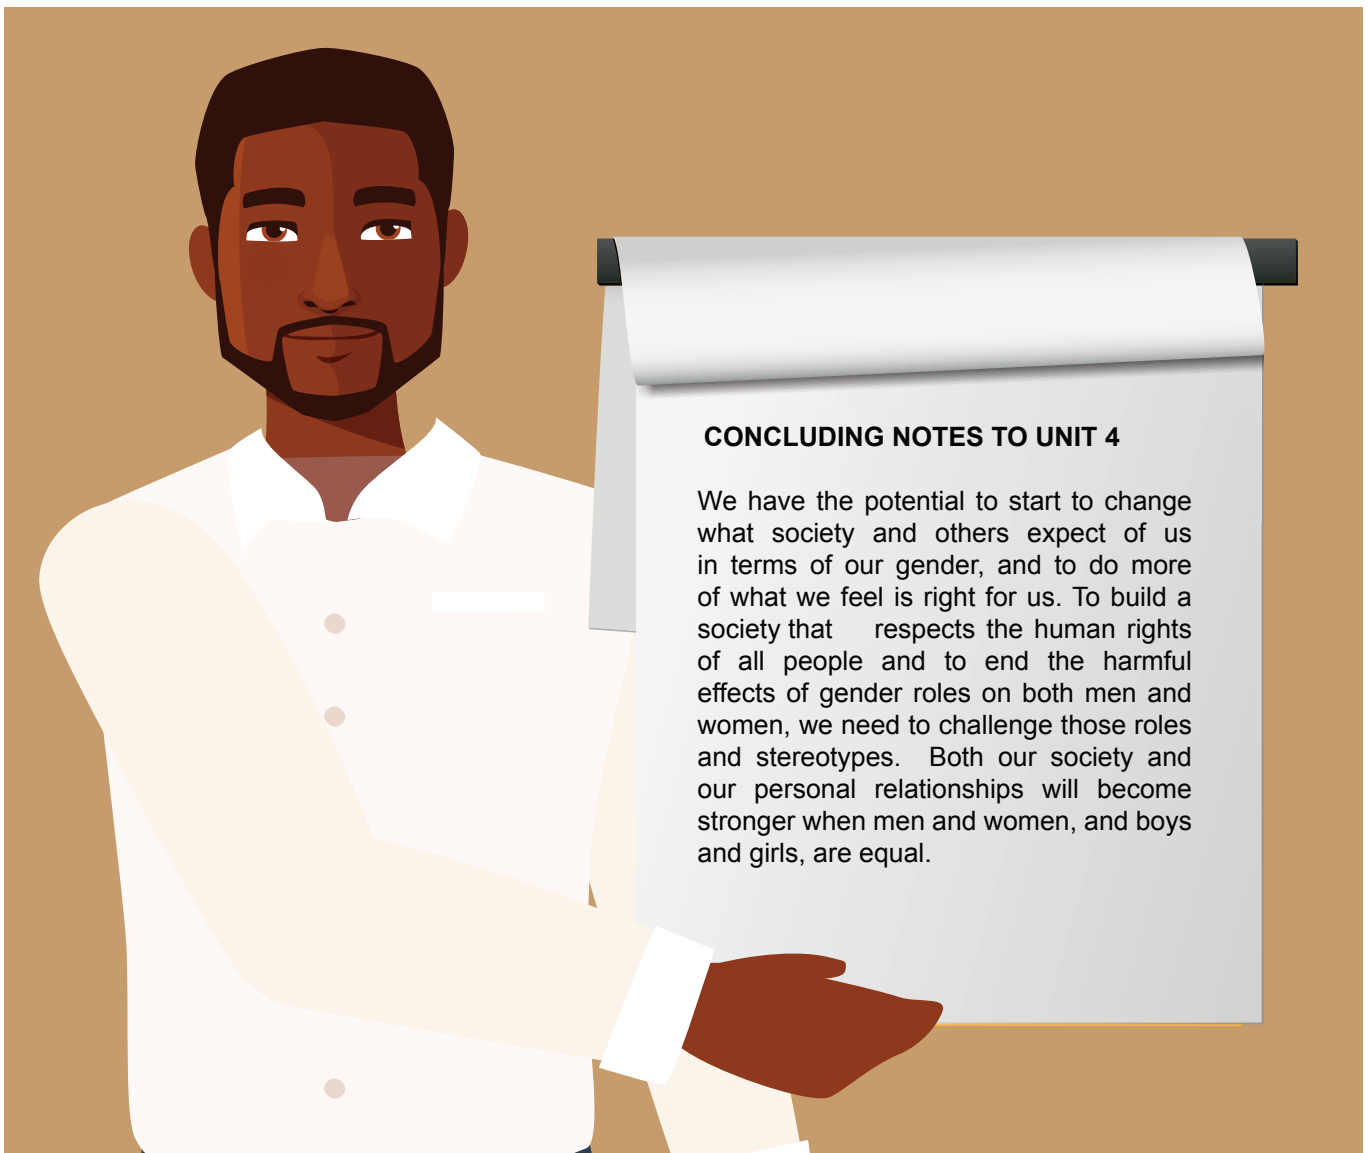 CONCLUDING NOTES TO UNIT 4
We have the potential to start to change
what society and others expect of us
in terms of our gender, and to do more
of what we feel is right for us. To build a
society that respects the human rights
of all people and to end the harmful
effects of gender roles on both men and
women, we need to challenge those roles
and stereotypes. Both our society and
our personal relationships will become
stronger when men and women, and boys
and girls, are equal.